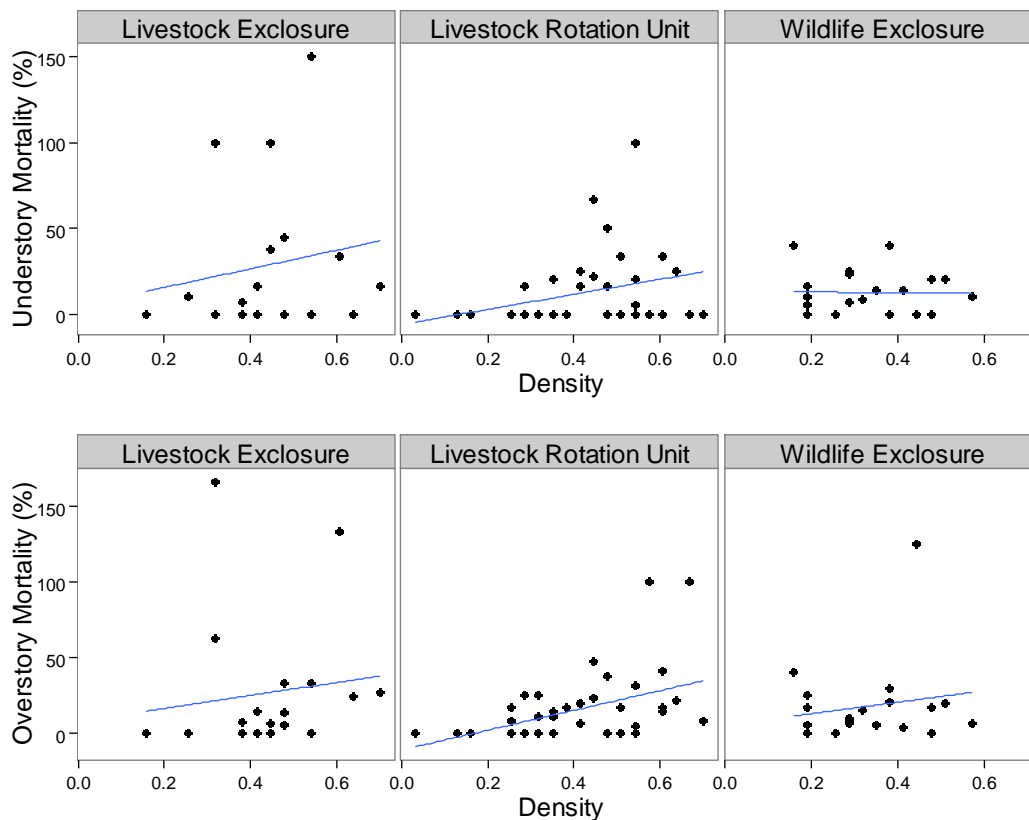 Livestock Exclosure Livestock Rotation Unit Wildlife Exclosure
Understory Mortality (%)
150
100
50
0
0.0 0.2 0.4 0.6 0.0 0.2 0.4 0.6 0.0 0.2 0.4 0.6
Density
Livestock Exclosure Livestock Rotation Unit Wildlife Exclosure
Overstory Mortality (%)
150
100
50
0
0.0 0.2 0.4 0.6 0.0 0.2 0.4 0.6 0.0 0.2 0.4 0.6
Density